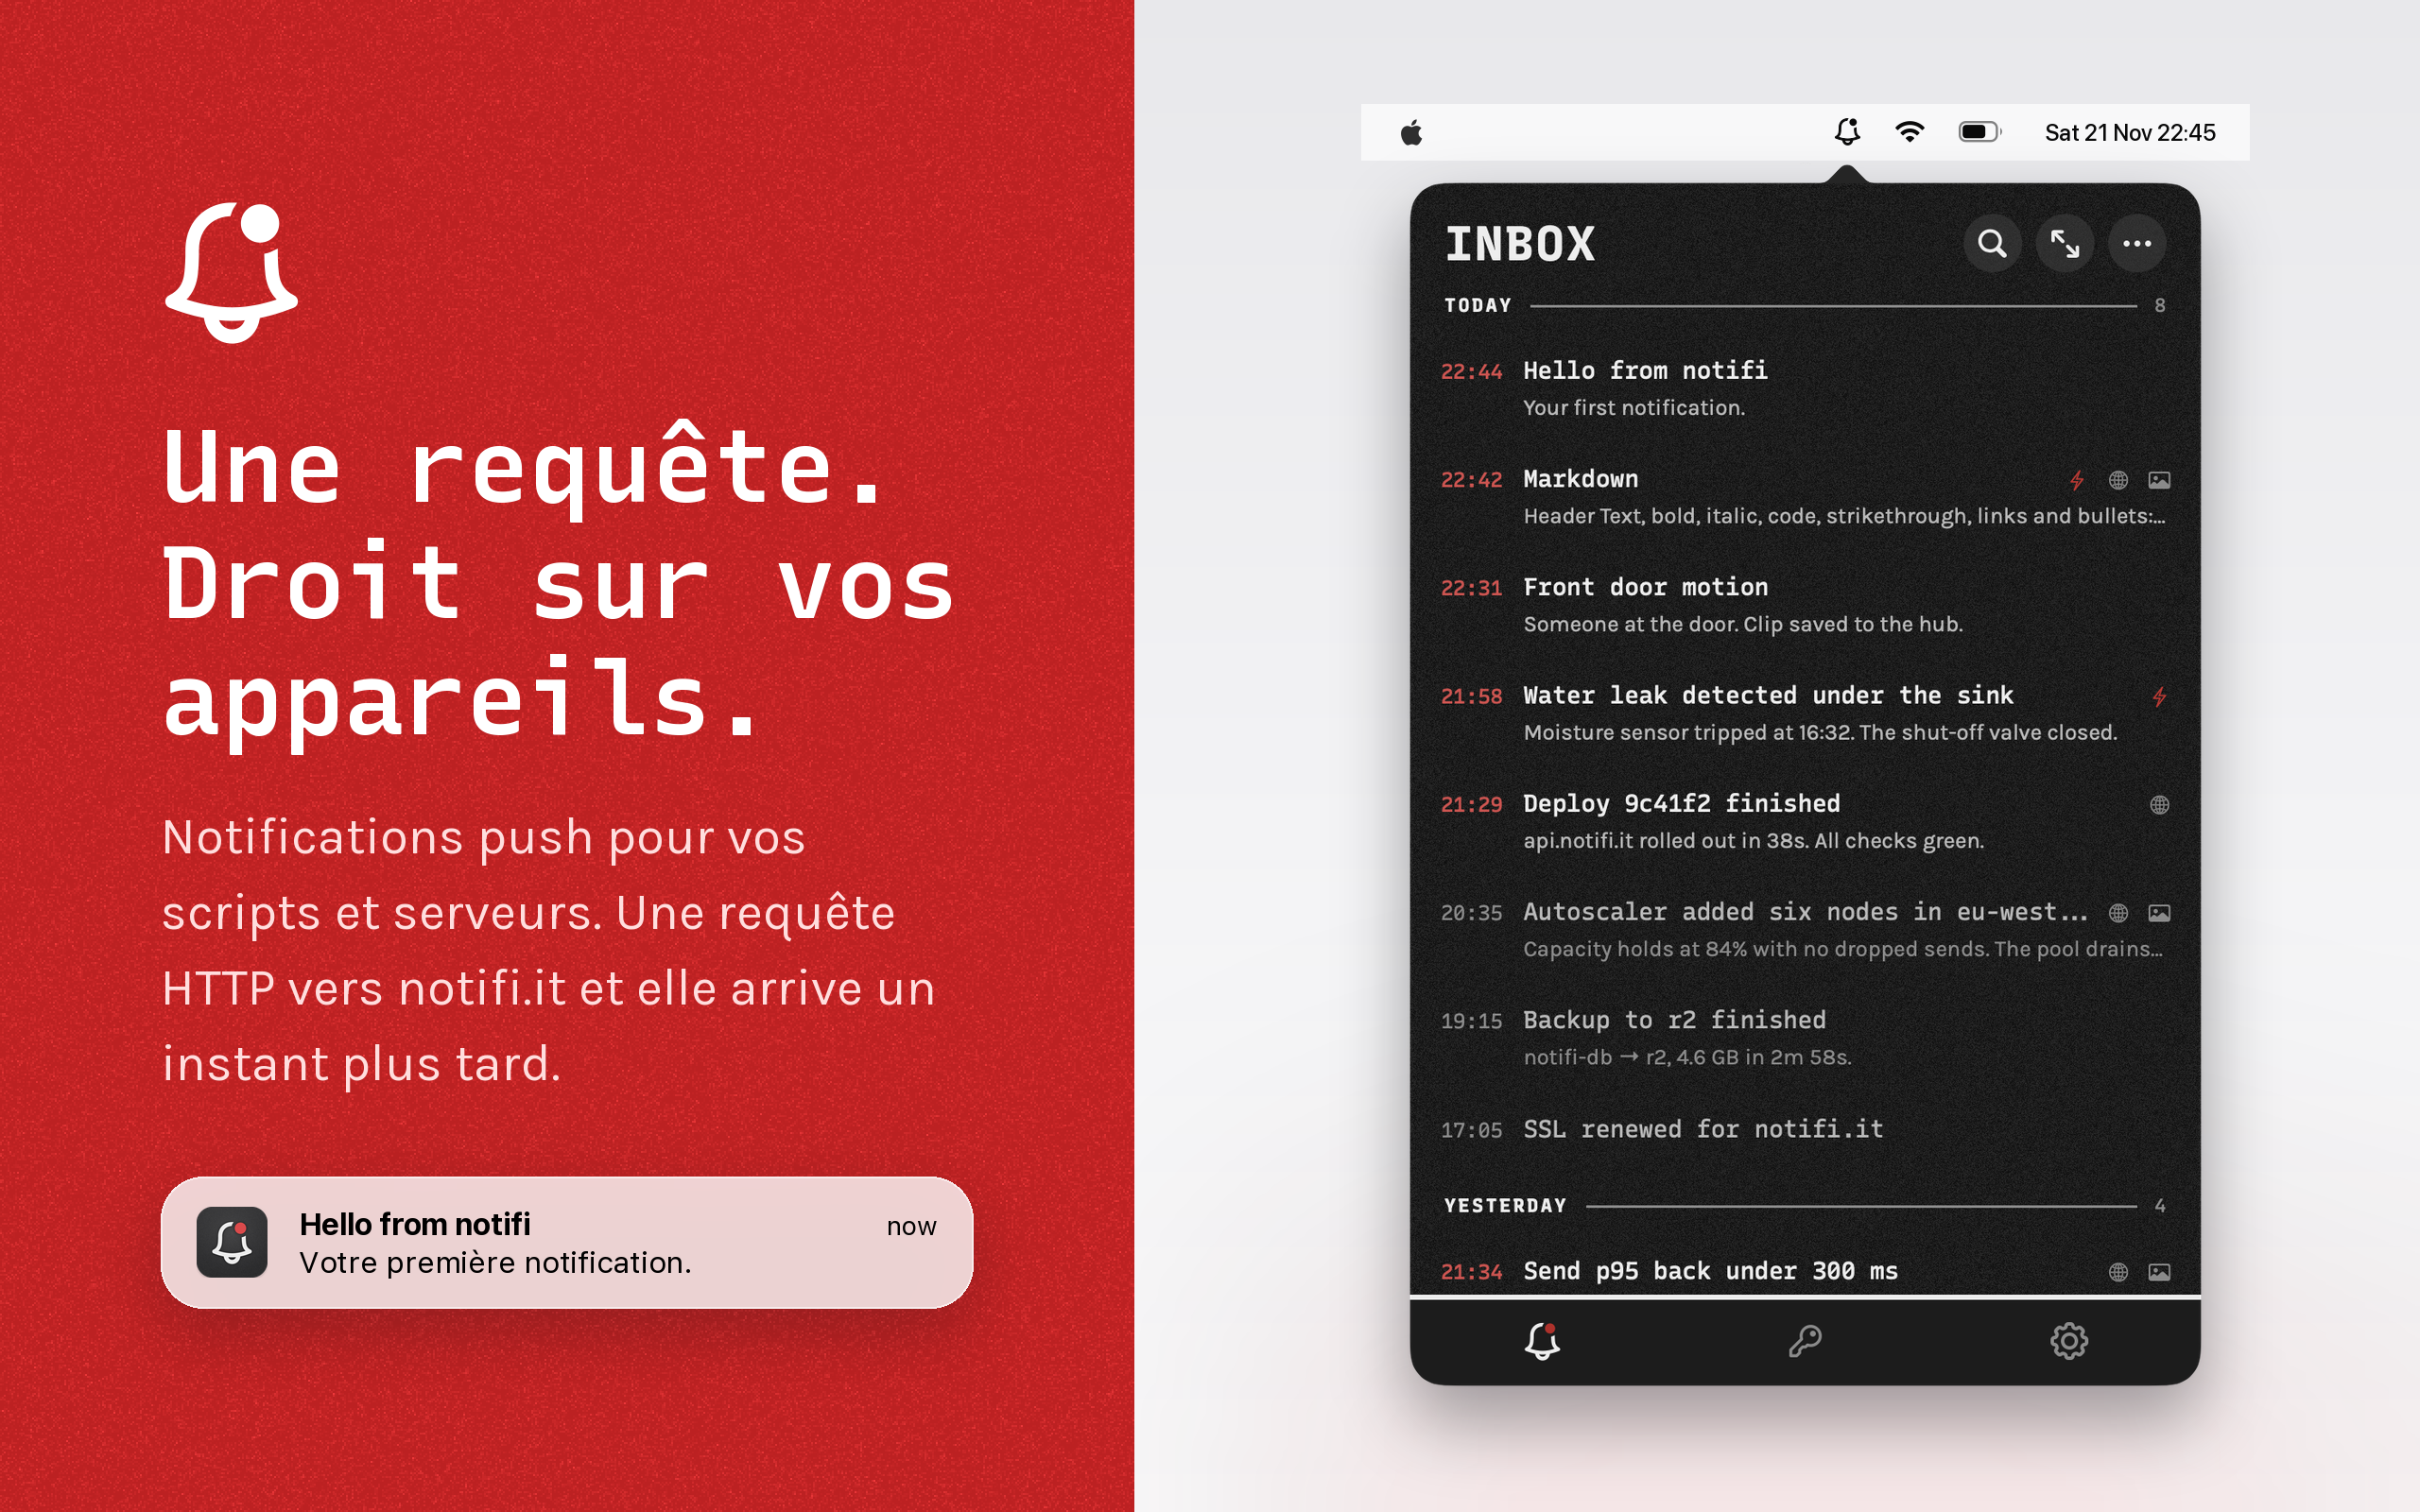 Une requête.
Droit sur vos
appareils.
Notifications push pour vos
scripts et serveurs. Une requête
HTTP vers notifi.it et elle arrive un
instant plus tard.
Hello from notifi
now
Votre première notification.
Sat 21 Nov 22:45
INBOX
TODAY 8
22:44 Hello from notifi
Your first notification.
22:42 Markdown
Header Text, bold, italic, code, strikethrough, links and bullets:...
22:31 Front door motion
Someone at the door. Clip saved to the hub.
21:58 Water leak detected under the sink
Moisture sensor tripped at 16:32. The shut-off valve closed.
21:29 Deploy 9c41f2 finished
api.notifi.it rolled out in 38s. All checks green.
20:35 Autoscaler added six nodes in eu-west...
Capacity holds at 84% with no dropped sends. The pool drains...
19:15 Backup to r2 finished
notifi-db → r2, 4.6 GB in 2m 58s.
17:05 SSL renewed for notifi.it
YESTERDAY 4
21:34 Send p95 back under 300 ms